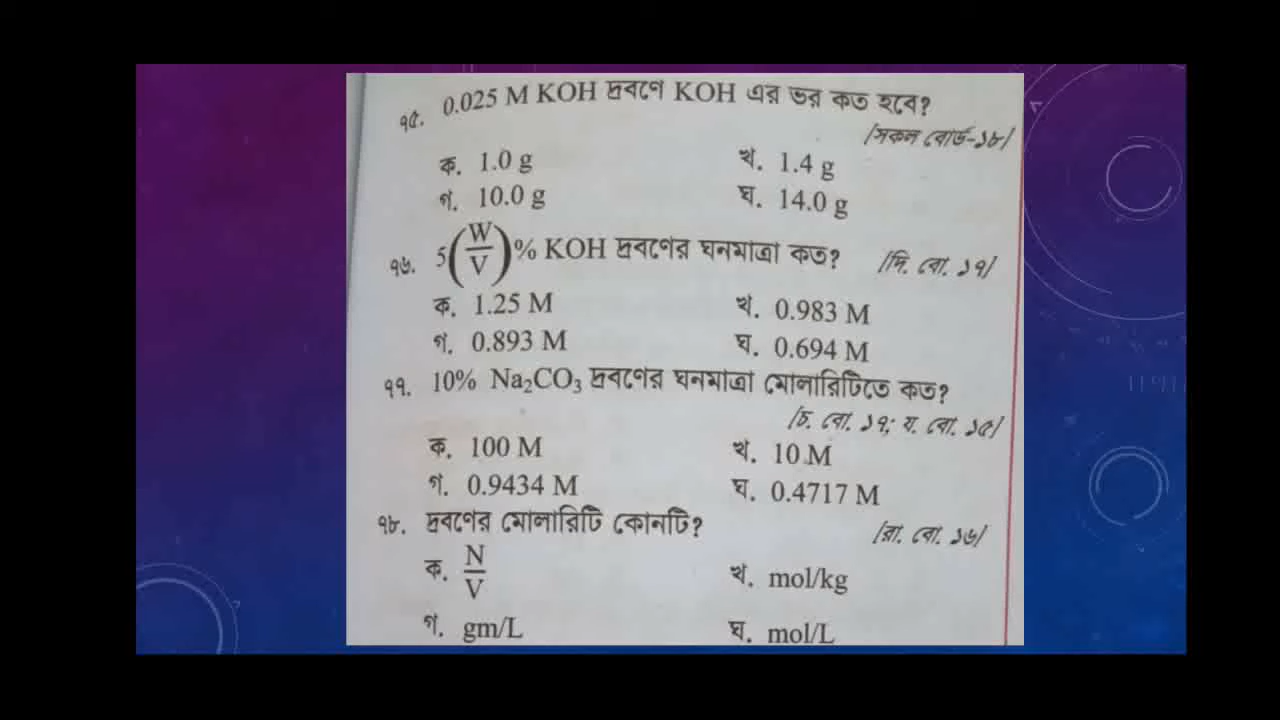 ৭৫. 0.025 M KOH দ্রবণে KOH এর ভর কত হবে?
[সকল বোর্ড-১৮]
ক. 1.0 g খ. 1.4 g
গ. 10.0 g ঘ. 14.0 g
৭৬. 5(W/V)% KOH দ্রবণের ঘনমাত্রা কত? [দি. বো. ১৭]
ক. 1.25 M খ. 0.983 M
গ. 0.893 M ঘ. 0.694 M
৭৭. 10% Na₂CO₃ দ্রবণের ঘনমাত্রা মোলারিটিতে কত?
[চ. বো. ১৭; য. বো. ১৫]
ক. 100 M খ. 10 M
গ. 0.9434 M ঘ. 0.4717 M
৭৮. দ্রবণের মোলারিটি কোনটি? [রা. বো. ১৬]
ক. N/V খ. mol/kg
গ. gm/L ঘ. mol/L